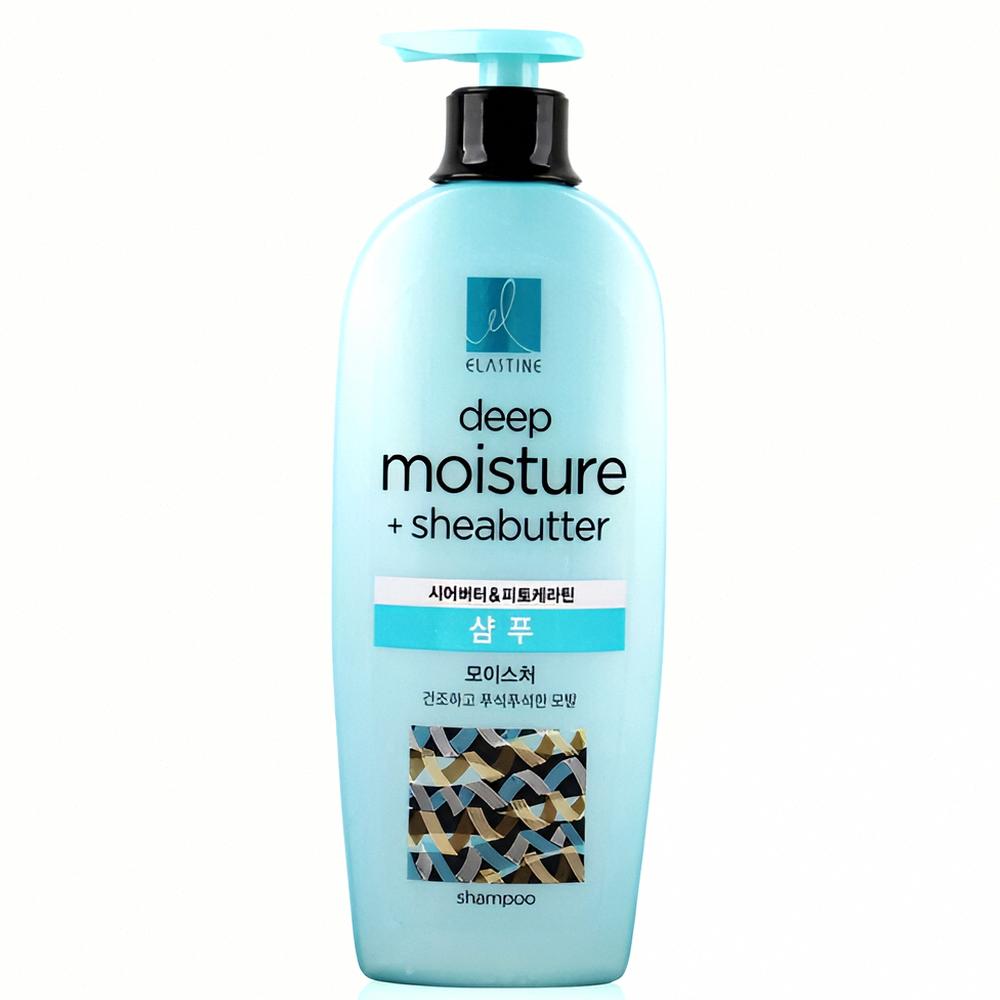 el
ELASTINE
deep
moisture
+ sheabutter
시어버터&피토케라틴
샴푸
모이스처
건조하고 푸석푸석한 모발
shampoo